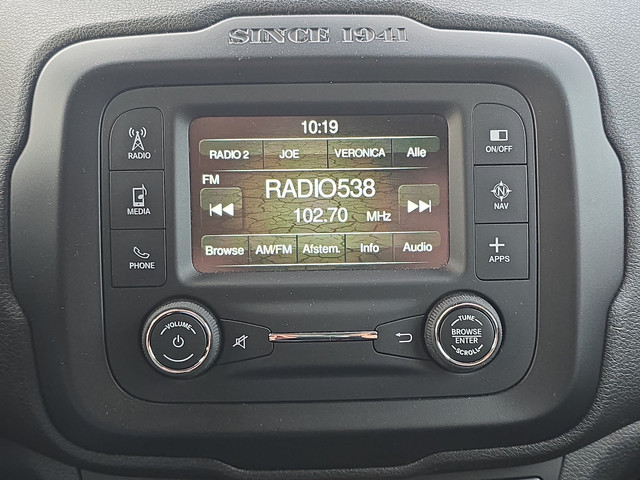 SINCE 1941
10:19
RADIO 2 JOE VERONICA Alle
FM
RADIO538
102.70 MHz
Browse AM/FM Afstem. Info Audio
RADIO
MEDIA
PHONE
ON/OFF
N
NAV
APPS
VOLUME
TUNE
BROWSE
ENTER
SCROLL